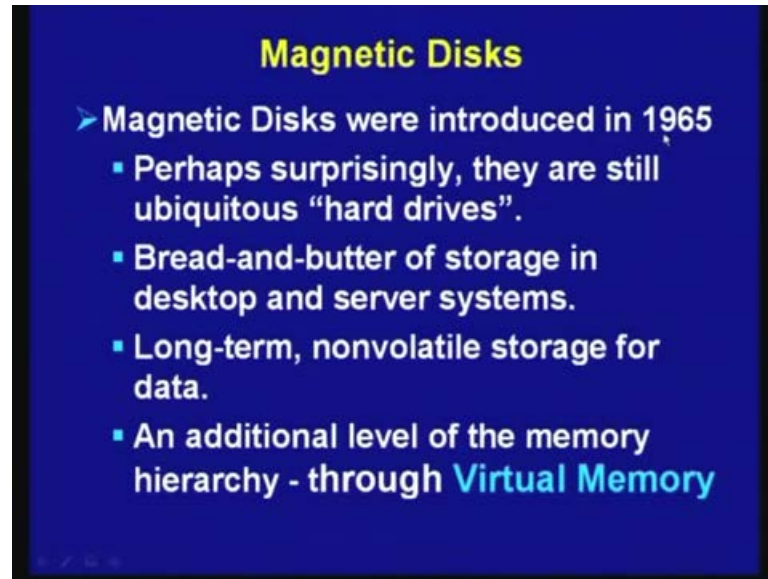 Magnetic Disks
➢Magnetic Disks were introduced in 1965
▪ Perhaps surprisingly, they are still
ubiquitous “hard drives”.
▪ Bread-and-butter of storage in
desktop and server systems.
▪ Long-term, nonvolatile storage for
data.
▪ An additional level of the memory
hierarchy - through Virtual Memory